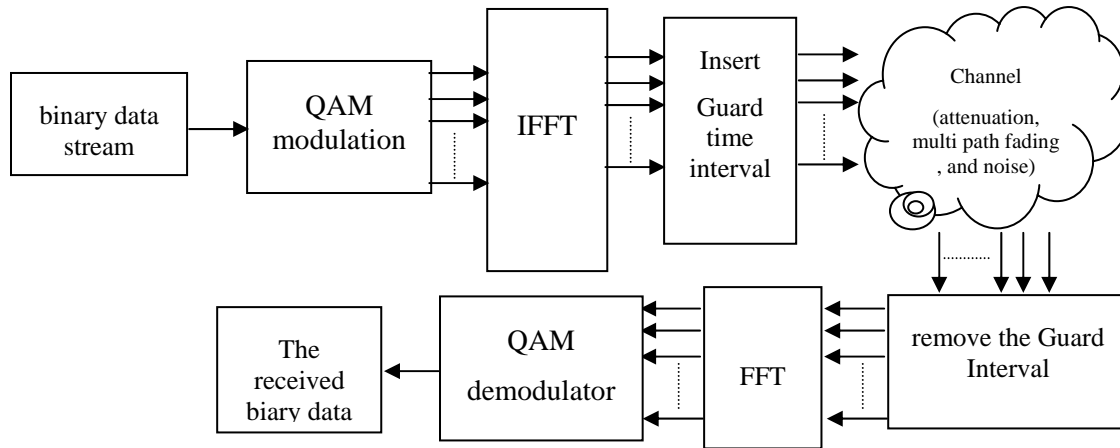 binary data
stream
QAM
modulation
IFFT
Insert
Guard
time
interval
Channel
(attenuation,
multi path fading
, and noise)
remove the Guard
Interval
FFT
QAM
demodulator
The
received
biary data